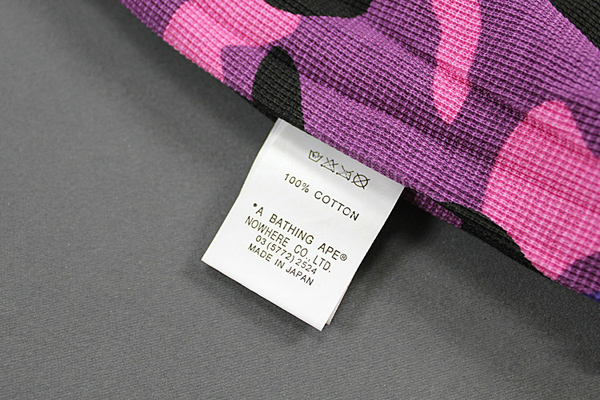 100% COTTON
*A BATHING APE®
NOWHERE CO., LTD.
03 (5772) 2524
MADE IN JAPAN